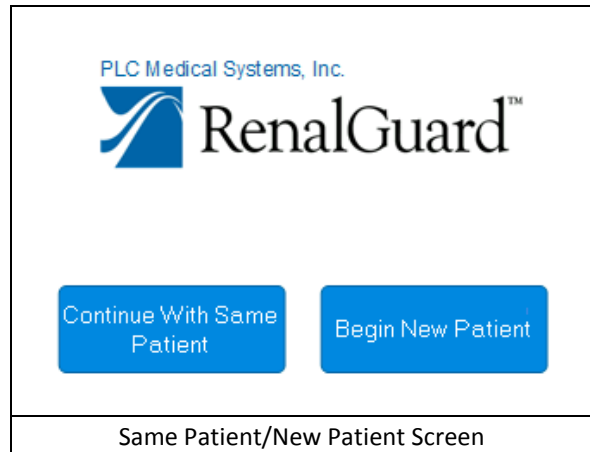 PLC Medical Systems, Inc.
RenalGuard™
Continue With Same
Patient
Begin New Patient
Same Patient/New Patient Screen